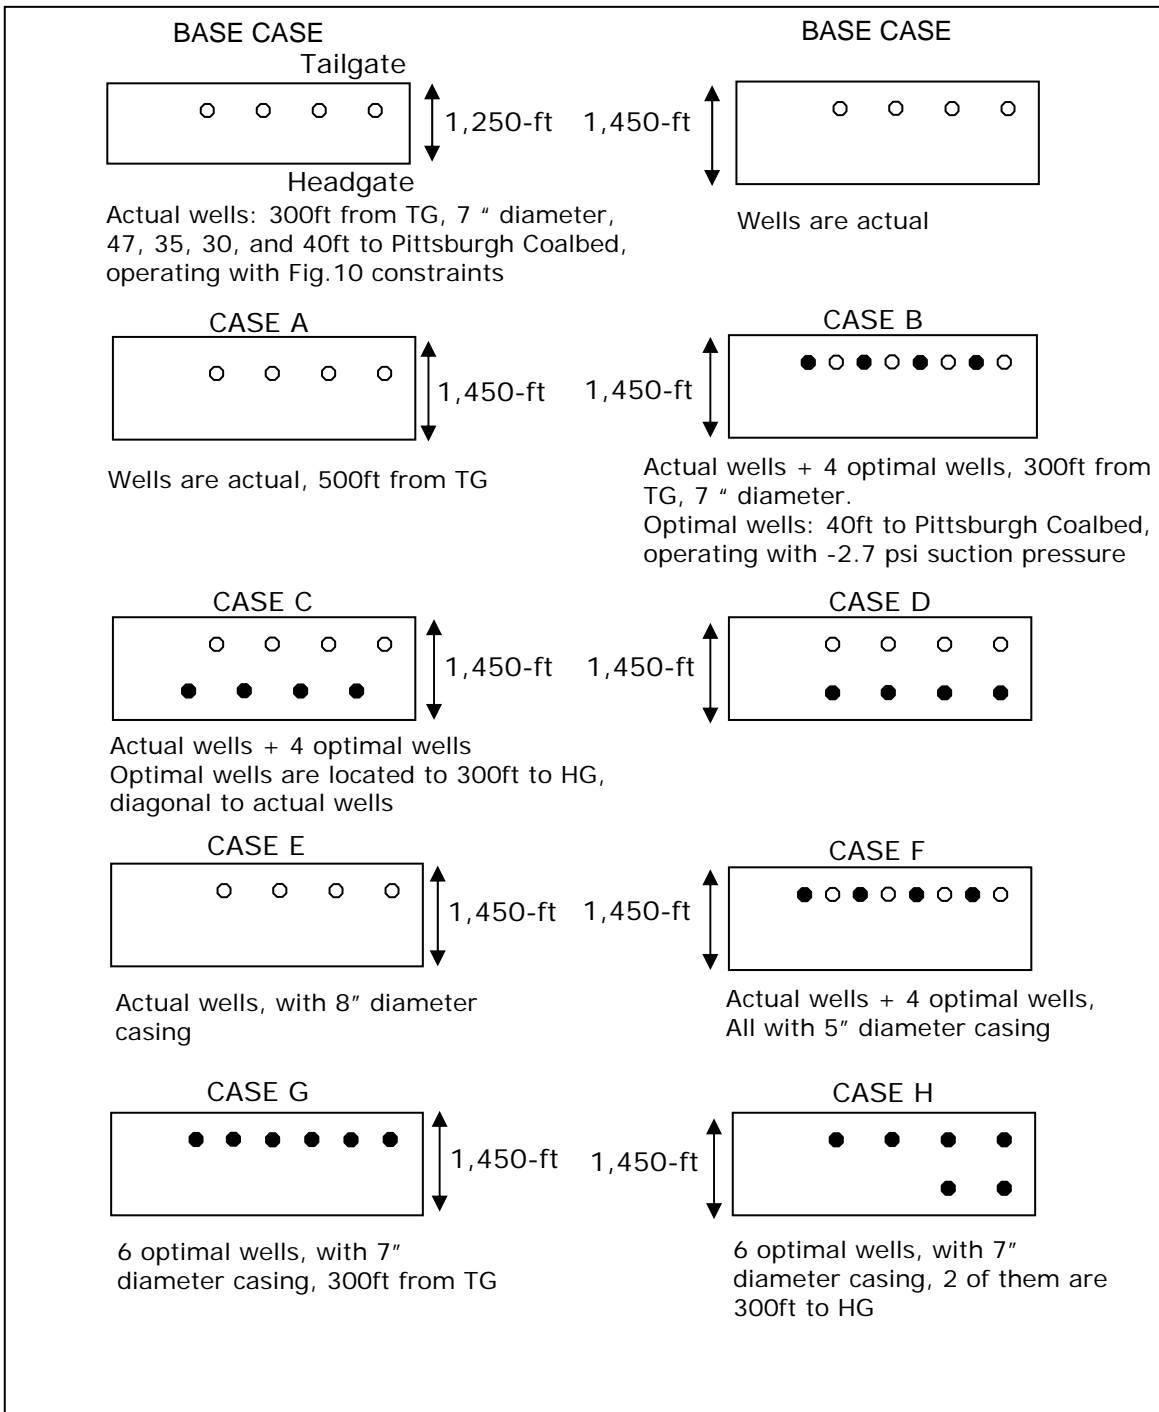 BASE CASE
Tailgate
1,250-ft
Headgate
Actual wells: 300ft from TG, 7 “ diameter,
47, 35, 30, and 40ft to Pittsburgh Coalbed,
operating with Fig.10 constraints
BASE CASE
1,450-ft
Wells are actual
CASE A
1,450-ft
Wells are actual, 500ft from TG
CASE B
1,450-ft
Actual wells + 4 optimal wells, 300ft from
TG, 7 “ diameter.
Optimal wells: 40ft to Pittsburgh Coalbed,
operating with -2.7 psi suction pressure
CASE C
1,450-ft
Actual wells + 4 optimal wells
Optimal wells are located to 300ft to HG,
diagonal to actual wells
CASE D
1,450-ft
CASE E
1,450-ft
Actual wells, with 8” diameter
casing
CASE F
1,450-ft
Actual wells + 4 optimal wells,
All with 5” diameter casing
CASE G
1,450-ft
6 optimal wells, with 7”
diameter casing, 300ft from TG
CASE H
1,450-ft
6 optimal wells, with 7”
diameter casing, 2 of them are
300ft to HG